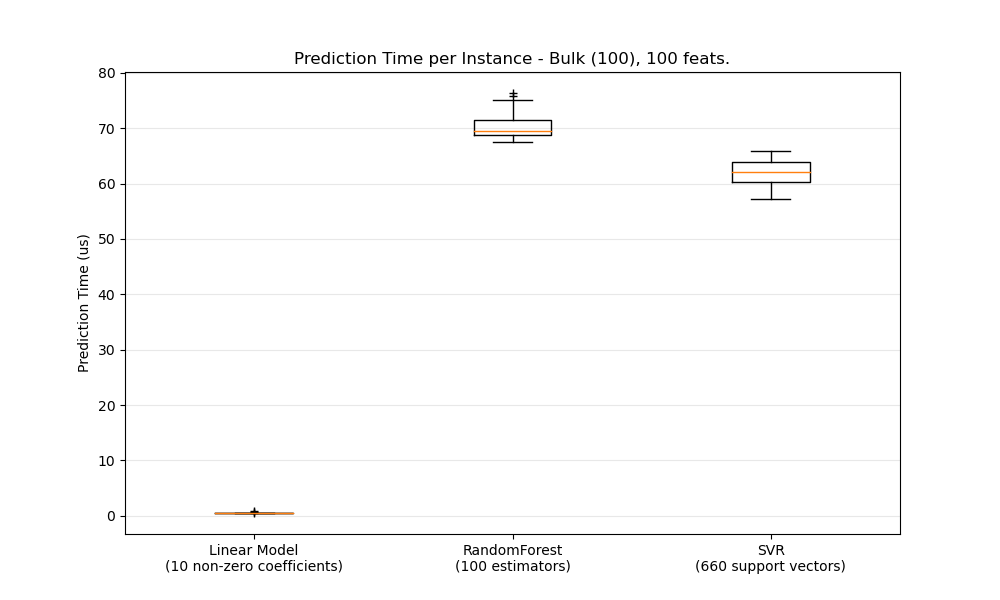 Prediction Time per Instance - Bulk (100), 100 feats.
80
70
60
50
40
30
20
10
0
Prediction Time (us)
Linear Model
(10 non-zero coefficients)
RandomForest
(100 estimators)
SVR
(660 support vectors)